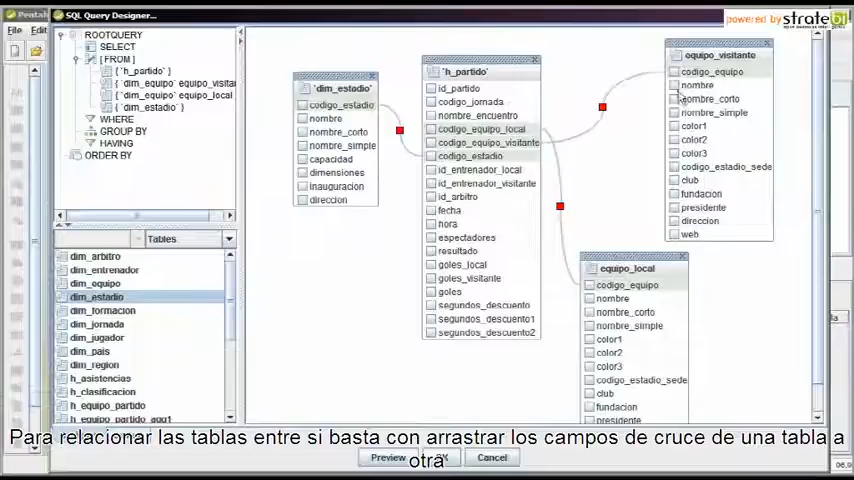 Pentah
SQL Query Designer...
powered by stratebi
File Edit
ROOTQUERY
SELECT
[ FROM ]
{ `h_partido` }
{ `dim_equipo` equipo_visitar
{ `dim_equipo` equipo_local
{ `dim_estadio` }
WHERE
GROUP BY
HAVING
ORDER BY
Tables
dim_arbitro
dim_entrenador
dim_equipo
dim_estadio
dim_formacion
dim_jornada
dim_jugador
dim_pais
dim_region
h_asistencias
h_clasificacion
h_equipo_partido
h_equipo_partido_agg1
`dim_estadio`
codigo_estadio
nombre
nombre_corto
nombre_simple
capacidad
dimensiones
inauguracion
direccion
`h_partido`
id_partido
codigo_jornada
nombre_encuentro
codigo_equipo_local
codigo_equipo_visitante
codigo_estadio
id_entrenador_local
id_entrenador_visitante
id_arbitro
fecha
hora
espectadores
resultado
goles_local
goles_visitante
goles
segundos_descuento
segundos_descuento1
segundos_descuento2
equipo_visitante
codigo_equipo
nombre
nombre_corto
nombre_simple
color1
color2
color3
codigo_estadio_sede
club
fundacion
presidente
direccion
web
equipo_local
codigo_equipo
nombre
nombre_corto
nombre_simple
color1
color2
color3
codigo_estadio_sede
club
fundacion
presidente
Para relacionar las tablas entre si basta con arrastrar los campos de cruce de una tabla a
otra
Preview
Cancel